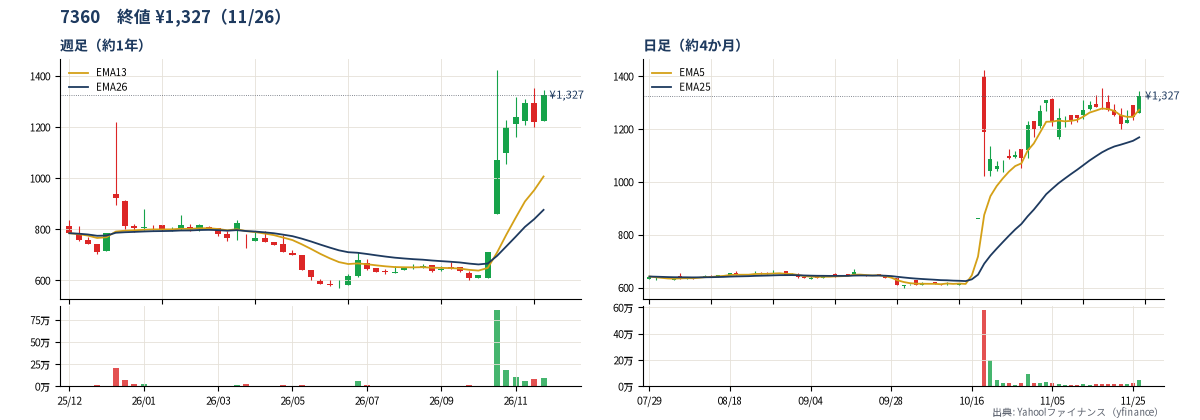 7360　終値 ¥1,327（11/26）
週足（約1年）
EMA13
EMA26
1400
1200
1000
800
600
¥1,327
75万
50万
25万
0万
25/12 26/01 26/03 26/05 26/07 26/09 26/11
日足（約4か月）
EMA5
EMA25
1400
1200
1000
800
600
¥1,327
60万
40万
20万
0万
07/29 08/18 09/04 09/28 10/16 11/05 11/25
出典: Yahoo!ファイナンス（yfinance）